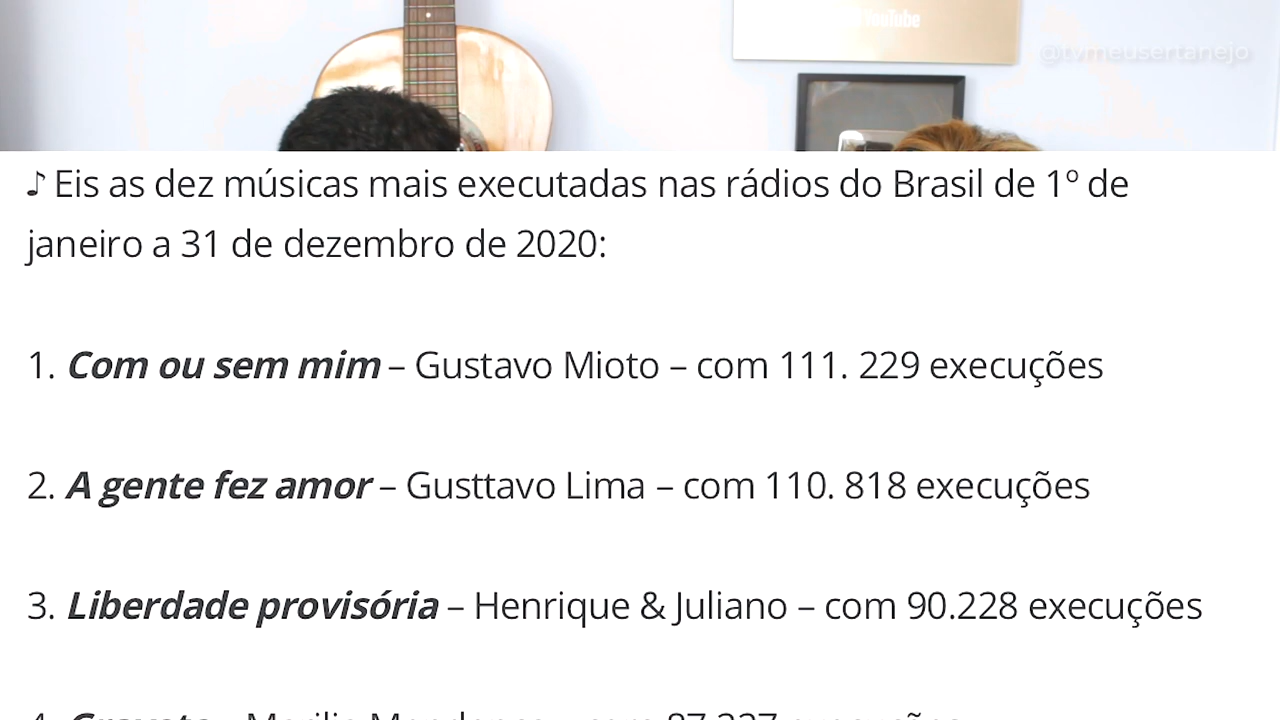 YouTube
@tvmeusertanejo
♪ Eis as dez músicas mais executadas nas rádios do Brasil de 1º de
janeiro a 31 de dezembro de 2020:
1. Com ou sem mim – Gustavo Mioto – com 111. 229 execuções
2. A gente fez amor – Gusttavo Lima – com 110. 818 execuções
3. Liberdade provisória – Henrique & Juliano – com 90.228 execuções